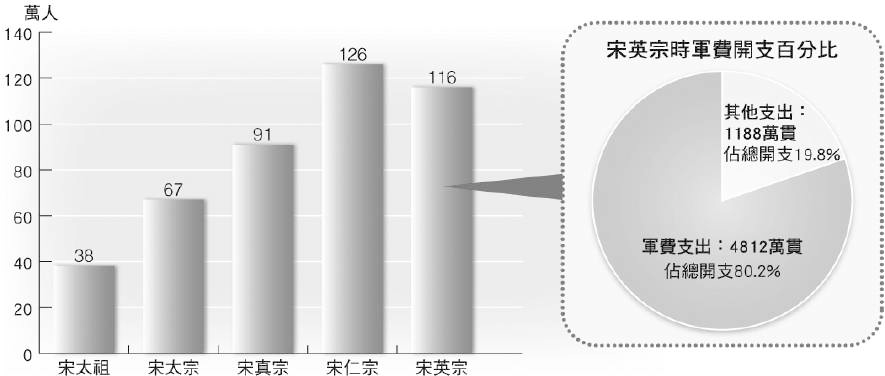 萬人
140
120
100
80
60
40
20
0
38
67
91
126
116
宋太祖
宋太宗
宋真宗
宋仁宗
宋英宗
宋英宗時軍費開支百分比
其他支出：
1188萬貫
佔總開支19.8%
軍費支出：4812萬貫
佔總開支80.2%